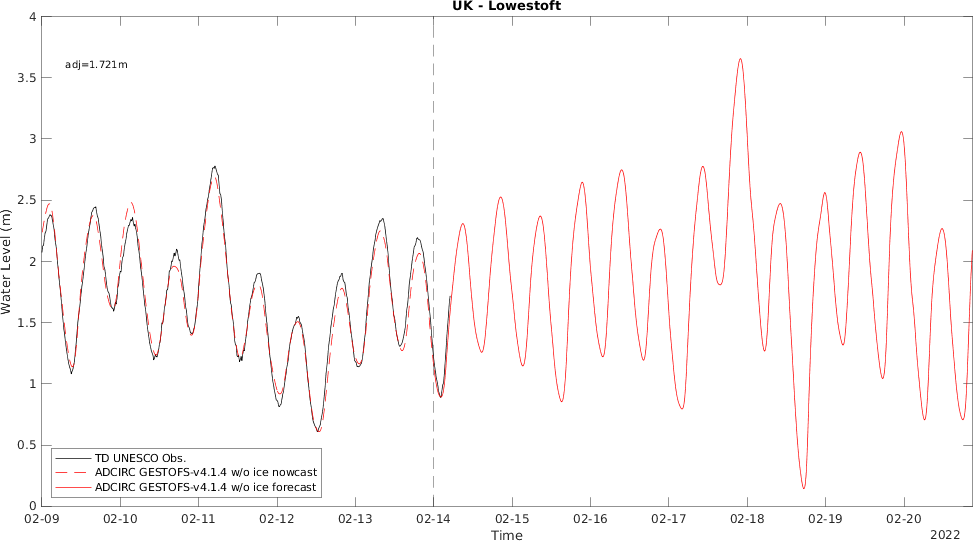 UK - Lowestoft
4
adj=1.721m
3.5
3
2.5
2
1.5
1
0.5
0
Water Level (m)
TD UNESCO Obs.
ADCIRC GESTOFS-v4.1.4 w/o ice nowcast
ADCIRC GESTOFS-v4.1.4 w/o ice forecast
02-09 02-10 02-11 02-12 02-13 02-14 02-15 02-16 02-17 02-18 02-19 02-20
Time
2022